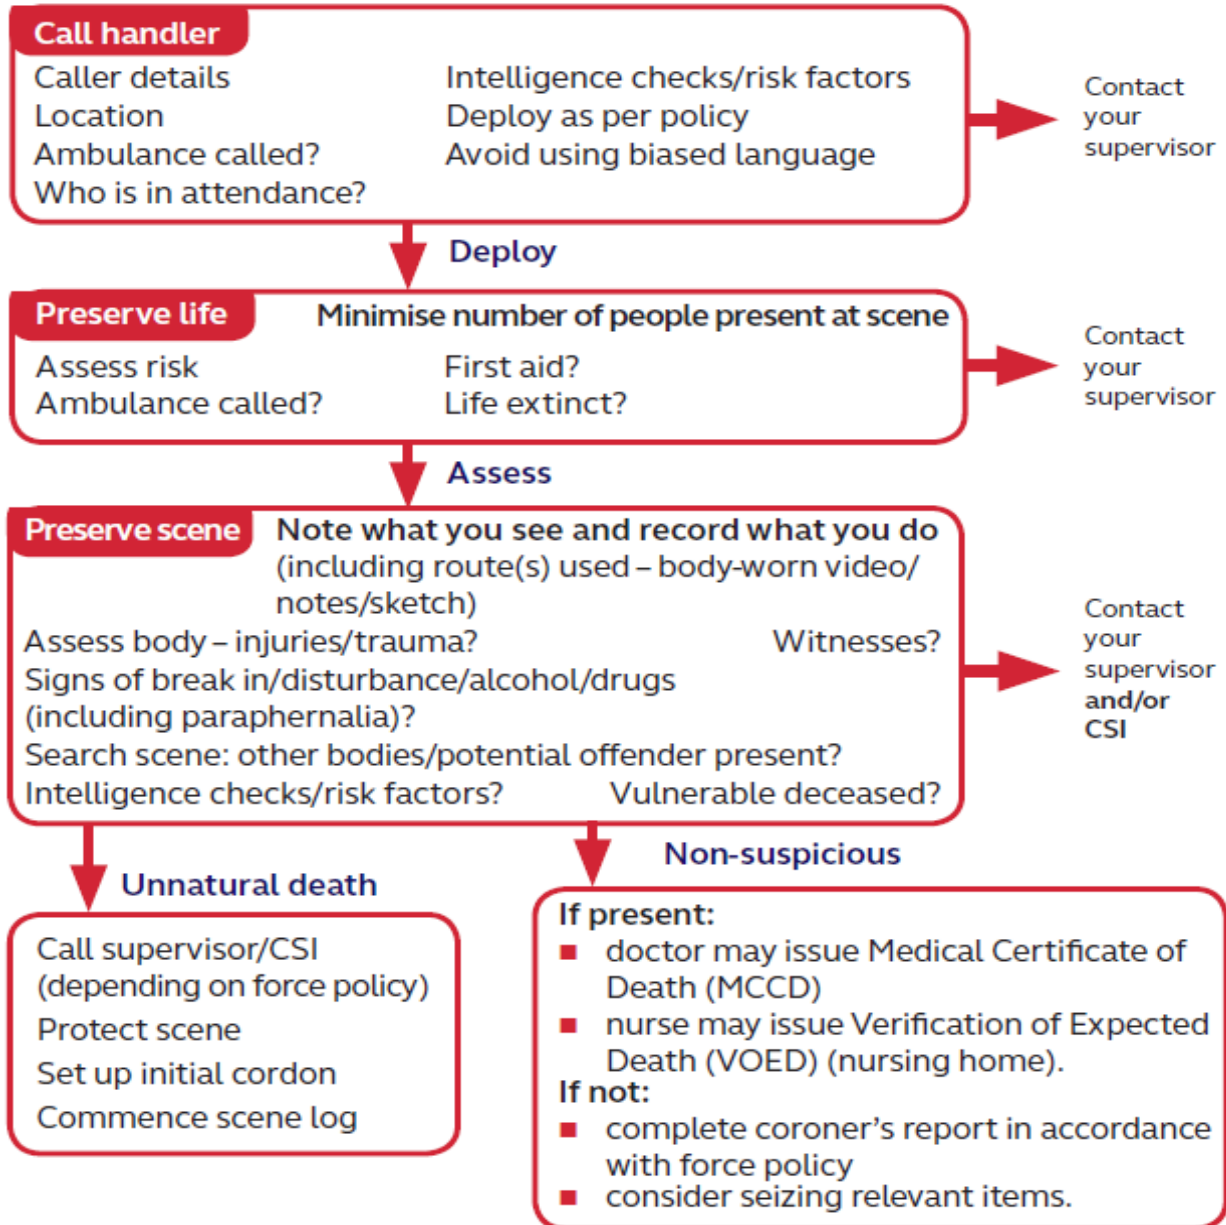 Call handler
Caller details
Location
Ambulance called?
Who is in attendance?
Intelligence checks/risk factors
Deploy as per policy
Avoid using biased language
Contact
your
supervisor
Deploy
Preserve life
Minimise number of people present at scene
Assess risk
Ambulance called?
First aid?
Life extinct?
Contact
your
supervisor
Assess
Preserve scene
Note what you see and record what you do
(including route(s) used – body-worn video/
notes/sketch)
Assess body – injuries/trauma?
Witnesses?
Signs of break in/disturbance/alcohol/drugs
(including paraphernalia)?
Search scene: other bodies/potential offender present?
Intelligence checks/risk factors?
Vulnerable deceased?
Contact
your
supervisor
and/or
CSI
Unnatural death
Call supervisor/CSI
(depending on force policy)
Protect scene
Set up initial cordon
Commence scene log
Non-suspicious
If present:
■ doctor may issue Medical Certificate of
Death (MCCD)
■ nurse may issue Verification of Expected
Death (VOED) (nursing home).
If not:
■ complete coroner’s report in accordance
with force policy
■ consider seizing relevant items.